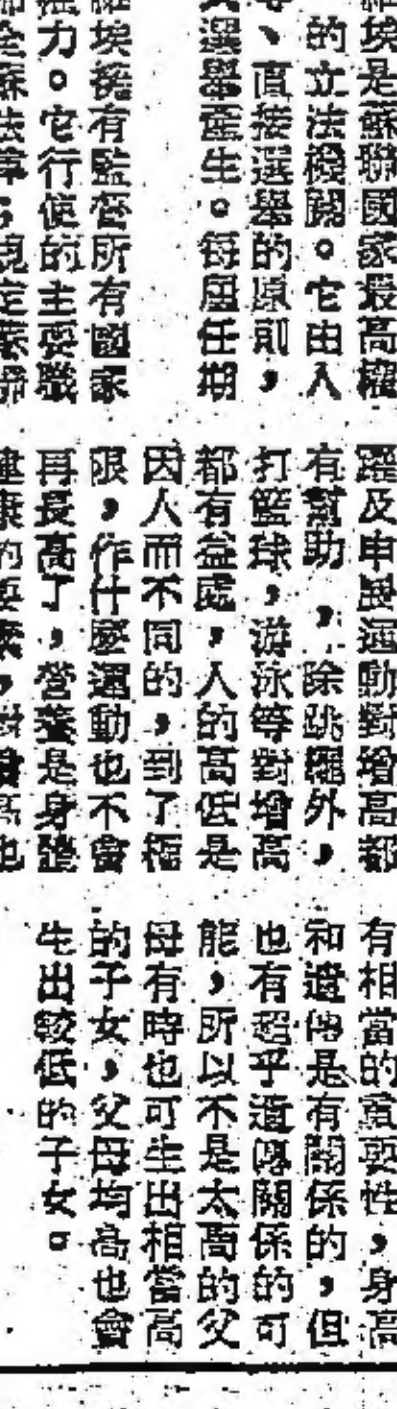 維埃是蘇聯國家最高權
的立法機關。它由人
、直接選舉的原則，
選舉產生。每屆任期
埃擁有監督所有國家
力。它行使的主要職
躍及申展運動對增高都
有幫助，除跳躍外，
打籃球，游泳等對增高
都有益處，人的高低是
因人而不同的，到了極
限，作什麼運動也不會
再長高了，營養是身體
健康的要素，對增高也
有相當的重要性，身高
和遺傳是有關係的，但
也有超乎遺傳關係的可
能，所以不是太高的父
母有時也可生出相當高
的子女，父母均高也會
生出較低的子女。